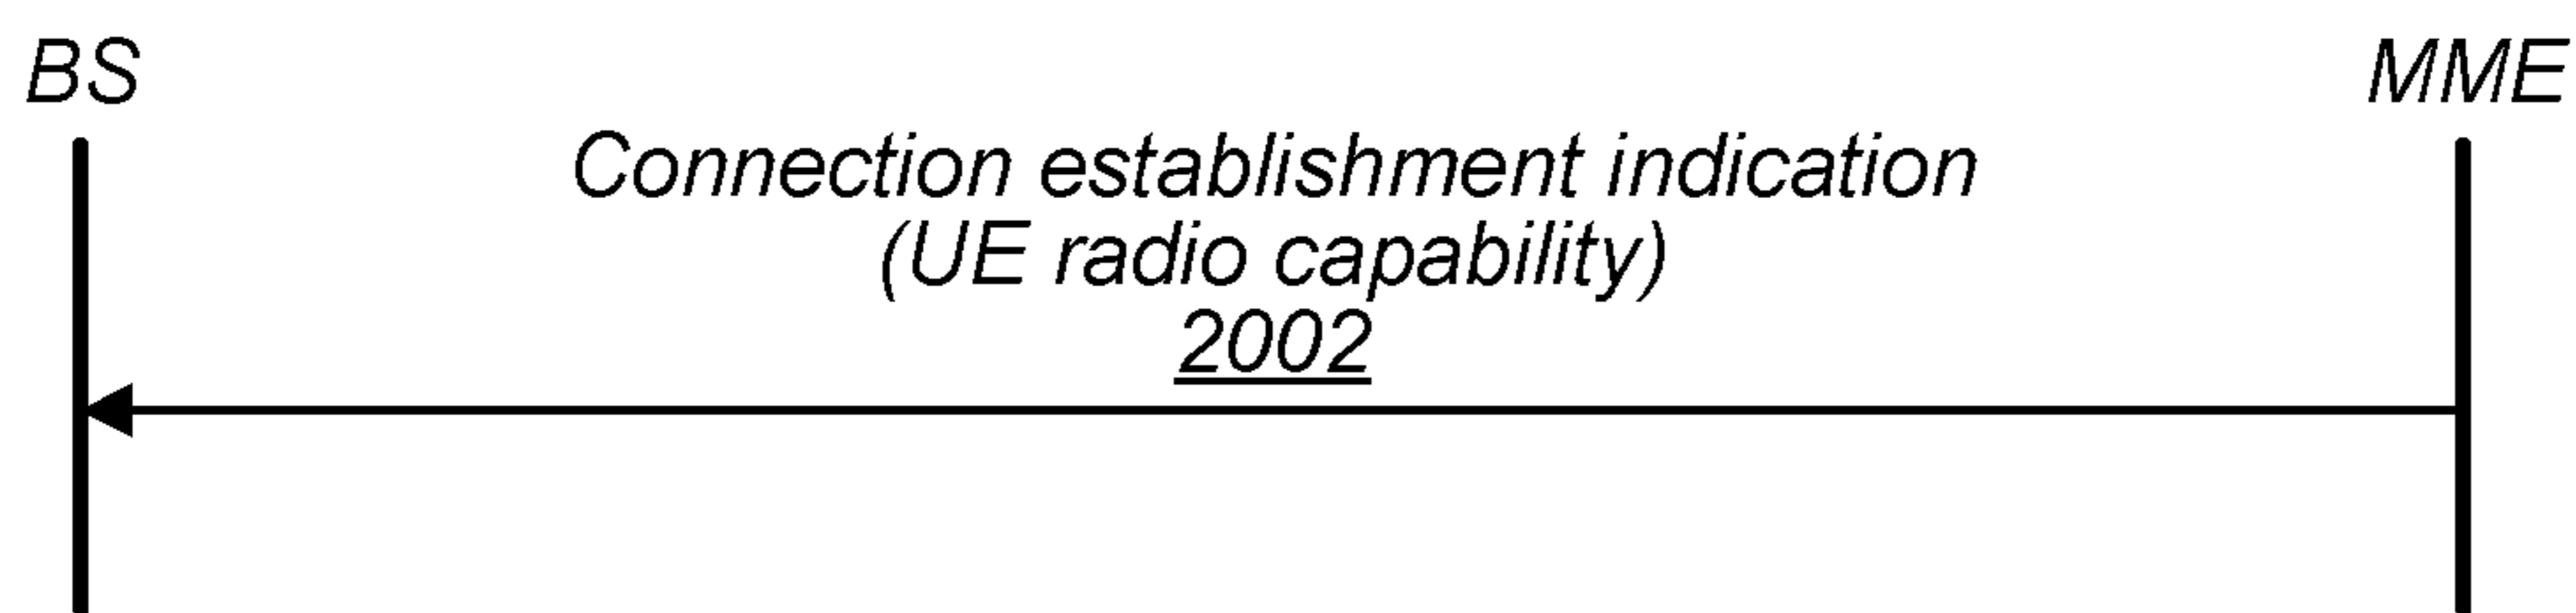 BS
MME
Connection establishment indication
(UE radio capability)
2002